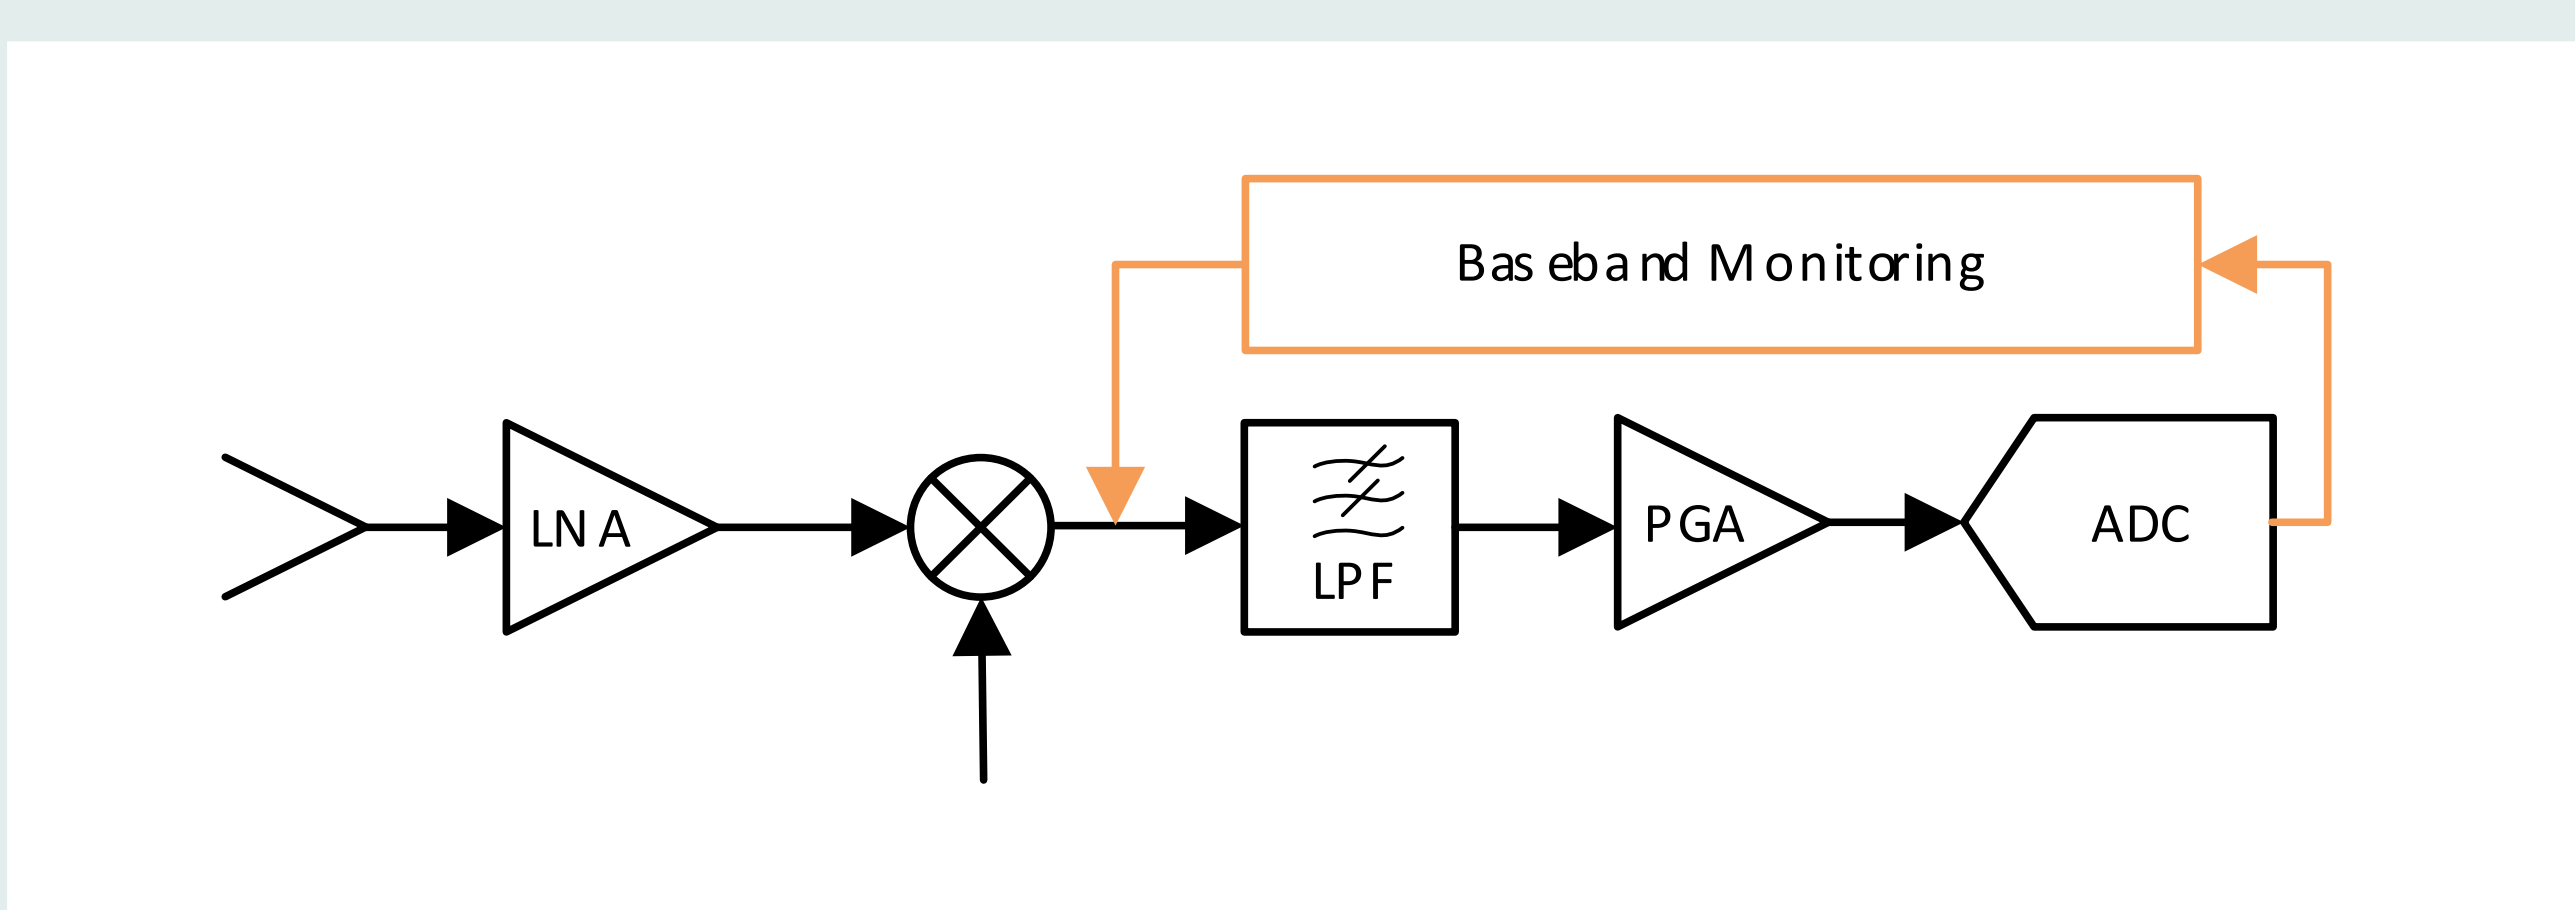 Baseband Monitoring
LNA
LPF
PGA
ADC